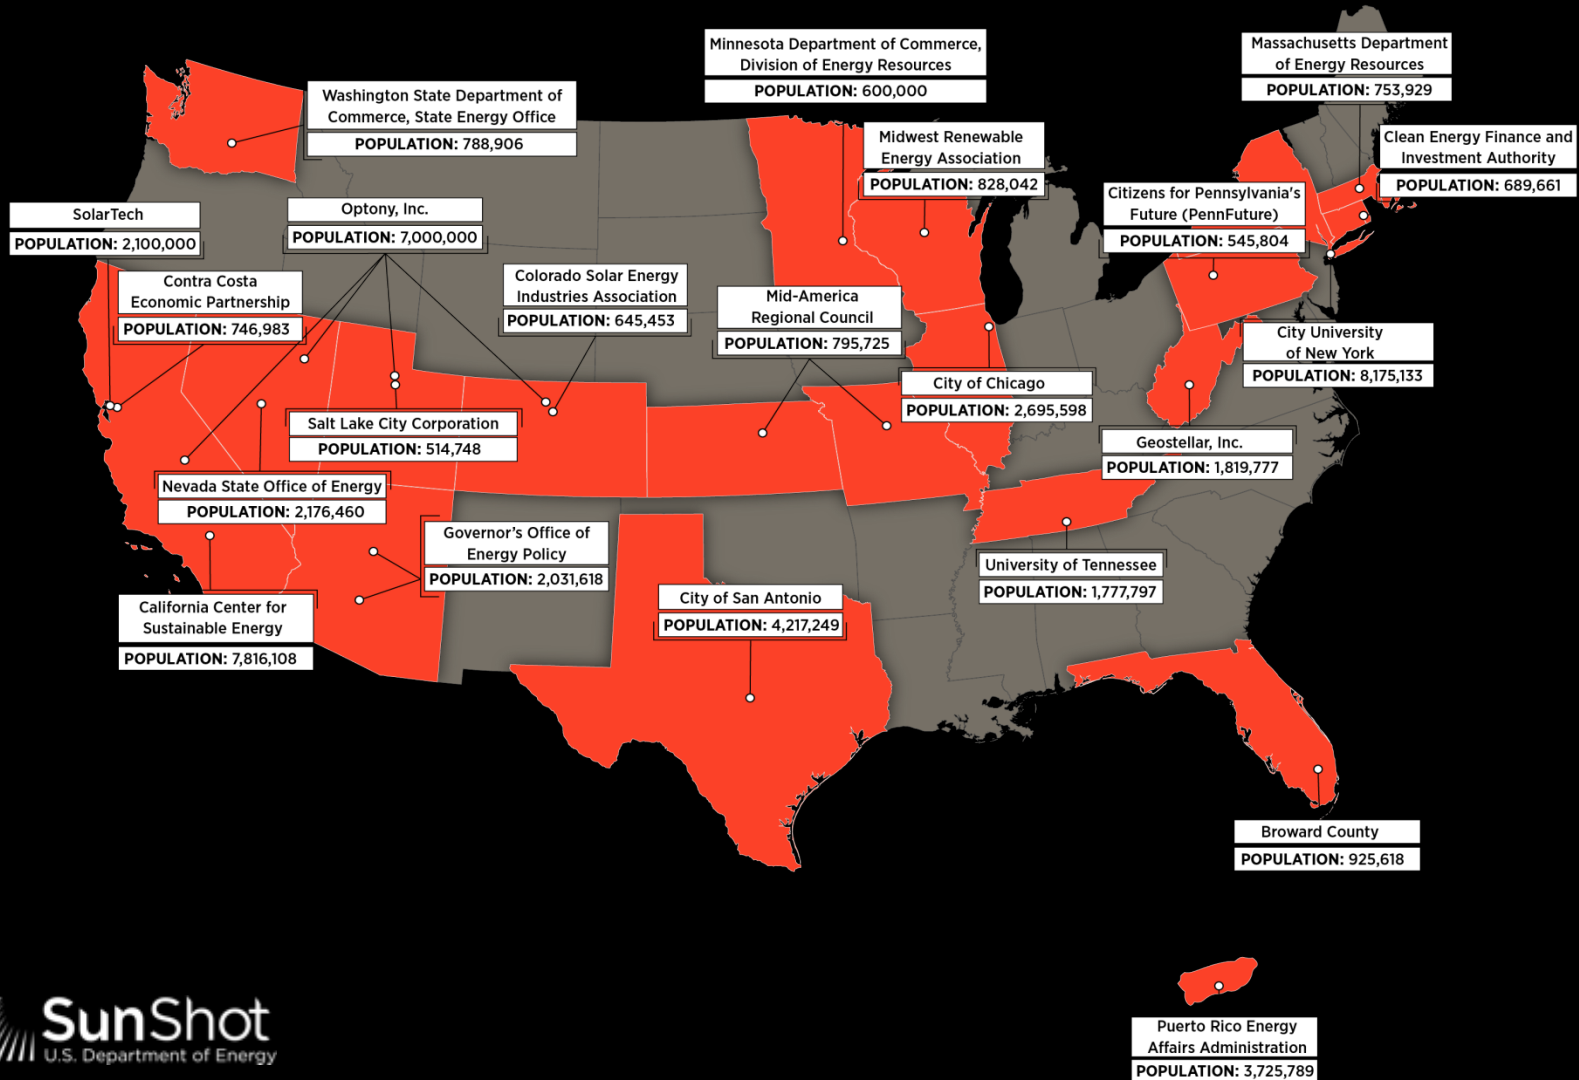 Minnesota Department of Commerce,
Division of Energy Resources
POPULATION: 600,000
Massachusetts Department
of Energy Resources
POPULATION: 753,929
Washington State Department of
Commerce, State Energy Office
POPULATION: 788,906
Midwest Renewable
Energy Association
POPULATION: 828,042
Clean Energy Finance and
Investment Authority
POPULATION: 689,661
Citizens for Pennsylvania's
Future (PennFuture)
POPULATION: 545,804
SolarTech
POPULATION: 2,100,000
Optony, Inc.
POPULATION: 7,000,000
Contra Costa
Economic Partnership
POPULATION: 746,983
Colorado Solar Energy
Industries Association
POPULATION: 645,453
Mid-America
Regional Council
POPULATION: 795,725
City University
of New York
POPULATION: 8,175,133
City of Chicago
POPULATION: 2,695,598
Salt Lake City Corporation
POPULATION: 514,748
Geostellar, Inc.
POPULATION: 1,819,777
Nevada State Office of Energy
POPULATION: 2,176,460
Governor’s Office of
Energy Policy
POPULATION: 2,031,618
University of Tennessee
POPULATION: 1,777,797
California Center for
Sustainable Energy
POPULATION: 7,816,108
City of San Antonio
POPULATION: 4,217,249
Broward County
POPULATION: 925,618
Puerto Rico Energy
Affairs Administration
POPULATION: 3,725,789
SunShot
U.S. Department of Energy